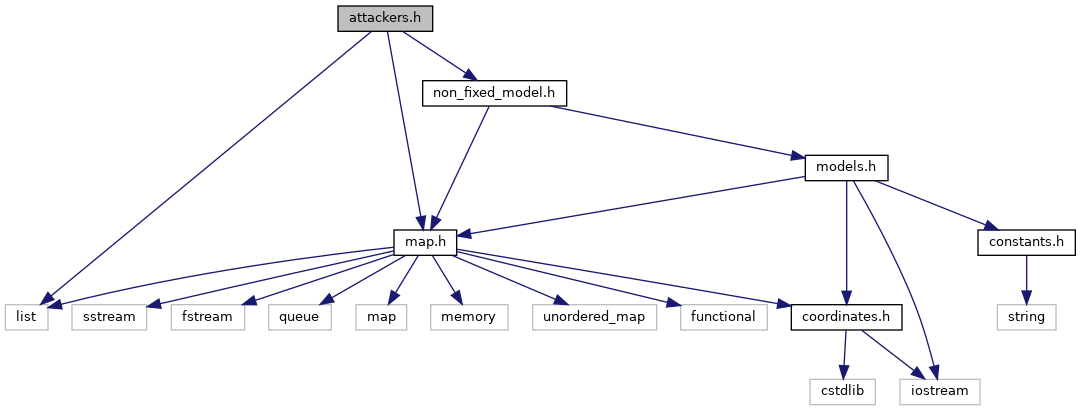 attackers.h
non_fixed_model.h
models.h
map.h
constants.h
list
sstream
fstream
queue
map
memory
unordered_map
functional
coordinates.h
string
cstdlib
iostream